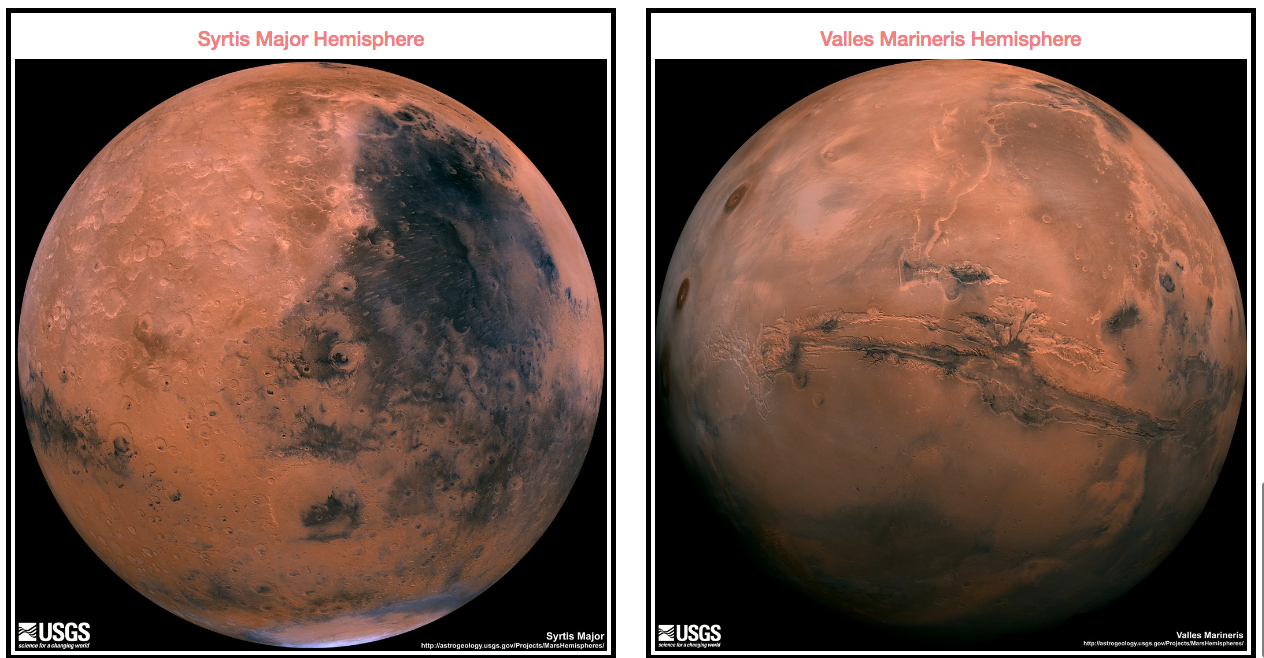 Syrtis Major Hemisphere
Valles Marineris Hemisphere
USGS
science for a changing world
Syrtis Major
http://astrogeology.usgs.gov/Projects/MarsHemispheres/
USGS
science for a changing world
Valles Marineris
http://astrogeology.usgs.gov/Projects/MarsHemispheres/